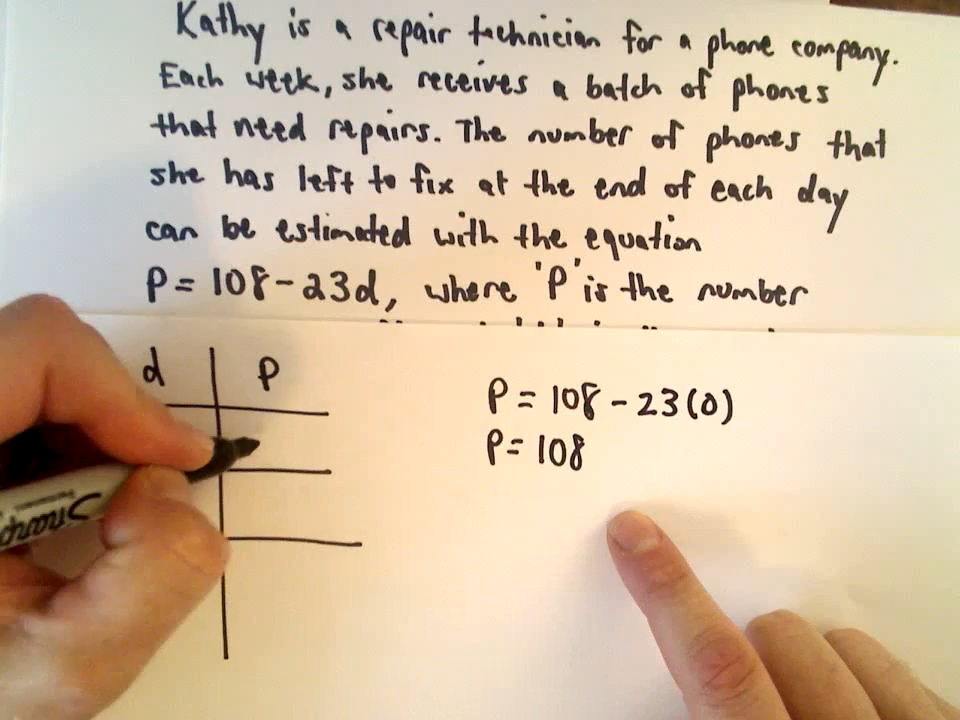 Kathy is a repair technician for a phone company.
Each week, she receives a batch of phones
that need repairs. The number of phones that
she has left to fix at the end of each day
can be estimated with the equation
P = 108 - 23d, where 'P' is the number
d P
P = 108 - 23(0)
P = 108
Sharpie